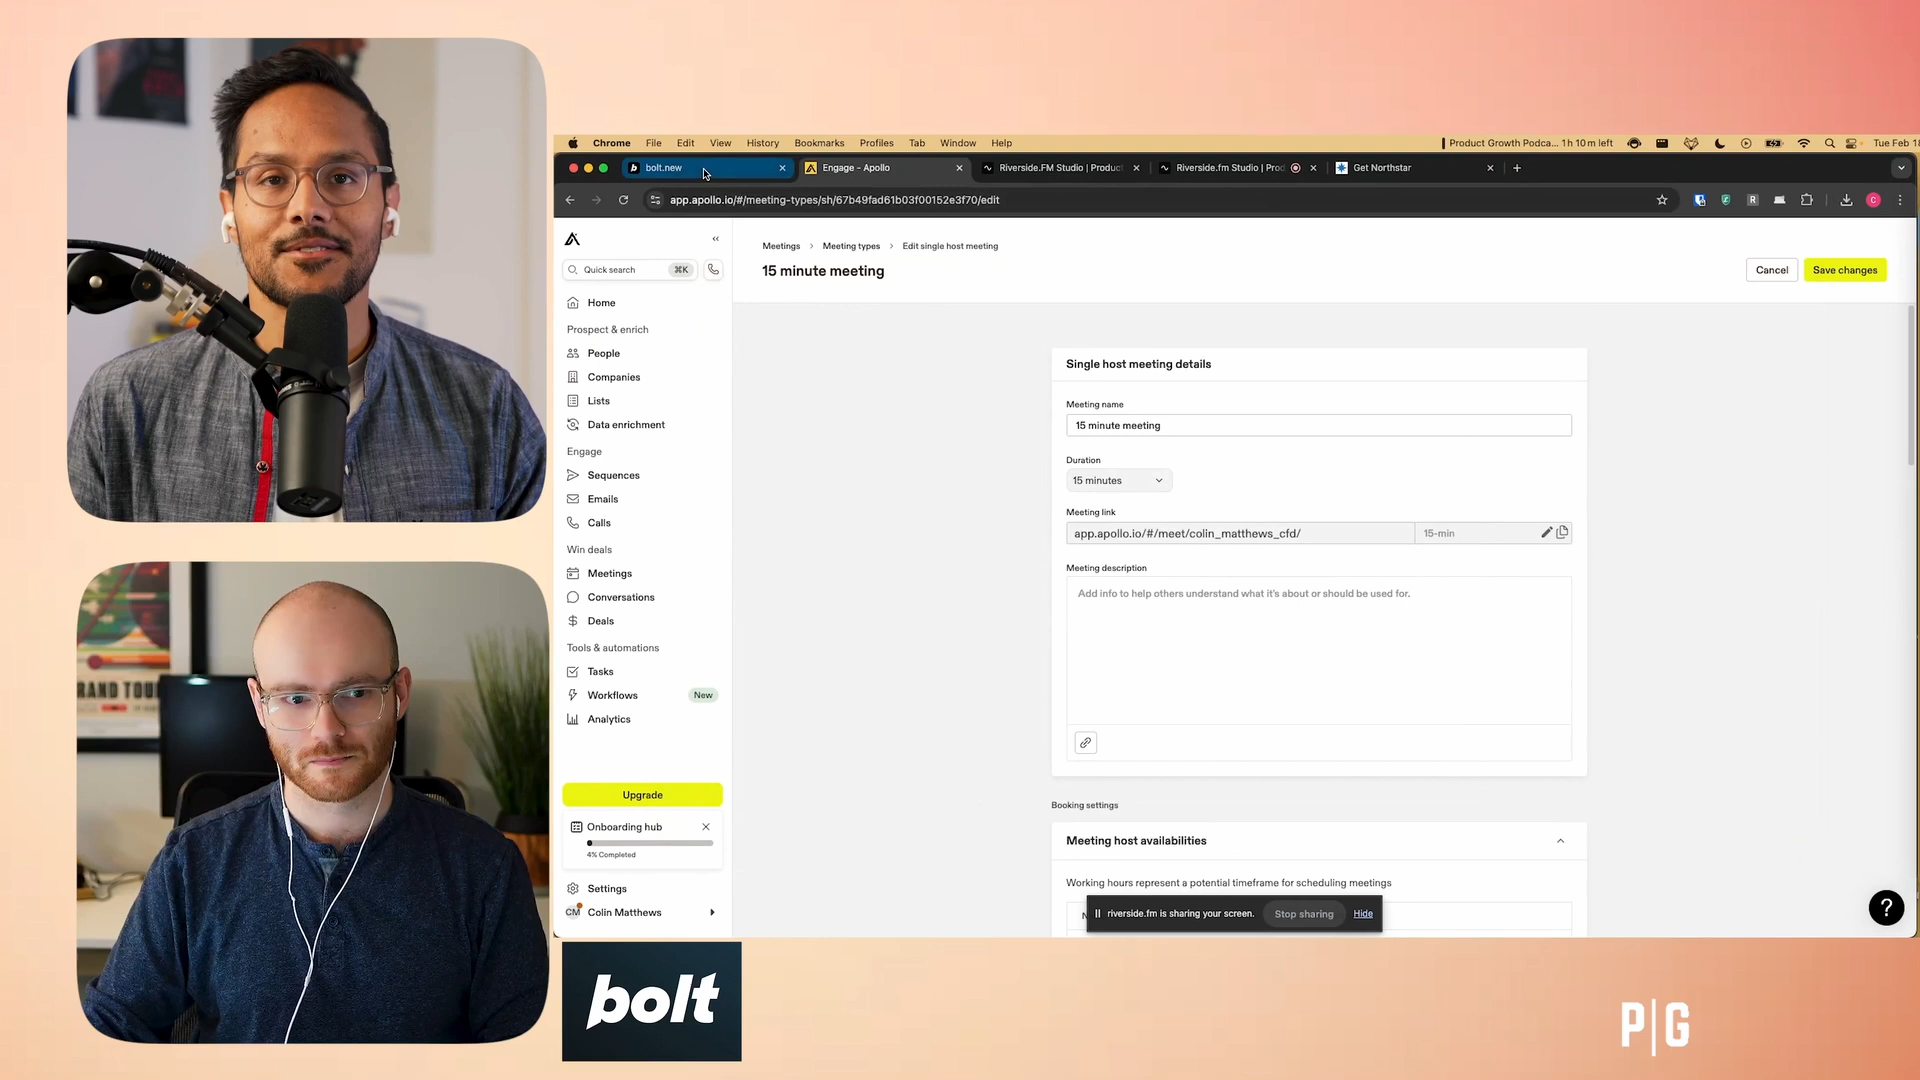 Chrome File Edit View History Bookmarks Profiles Tab Window Help
Product Growth Podca... 1h 10 m left
Tue Feb 18
bolt.new
Engage - Apollo
Riverside.FM Studio | Product
Riverside.fm Studio | Prod
Get Northstar
app.apollo.io/#/meeting-types/sh/67b49fad61b03f00152e3f70/edit
R
C
Quick search ⌘K
Home
Prospect & enrich
People
Companies
Lists
Data enrichment
Engage
Sequences
Emails
Calls
Win deals
Meetings
Conversations
Deals
Tools & automations
Tasks
Workflows New
Analytics
Upgrade
Onboarding hub
4% Completed
Settings
CM Colin Matthews
Meetings > Meeting types > Edit single host meeting
15 minute meeting
Cancel
Save changes
Single host meeting details
Meeting name
15 minute meeting
Duration
15 minutes
Meeting link
app.apollo.io/#/meet/colin_matthews_cfd/ 15-min
Meeting description
Add info to help others understand what it's about or should be used for.
Booking settings
Meeting host availabilities
Working hours represent a potential timeframe for scheduling meetings
riverside.fm is sharing your screen. Stop sharing Hide
?
RAND TOU
bolt
P|G